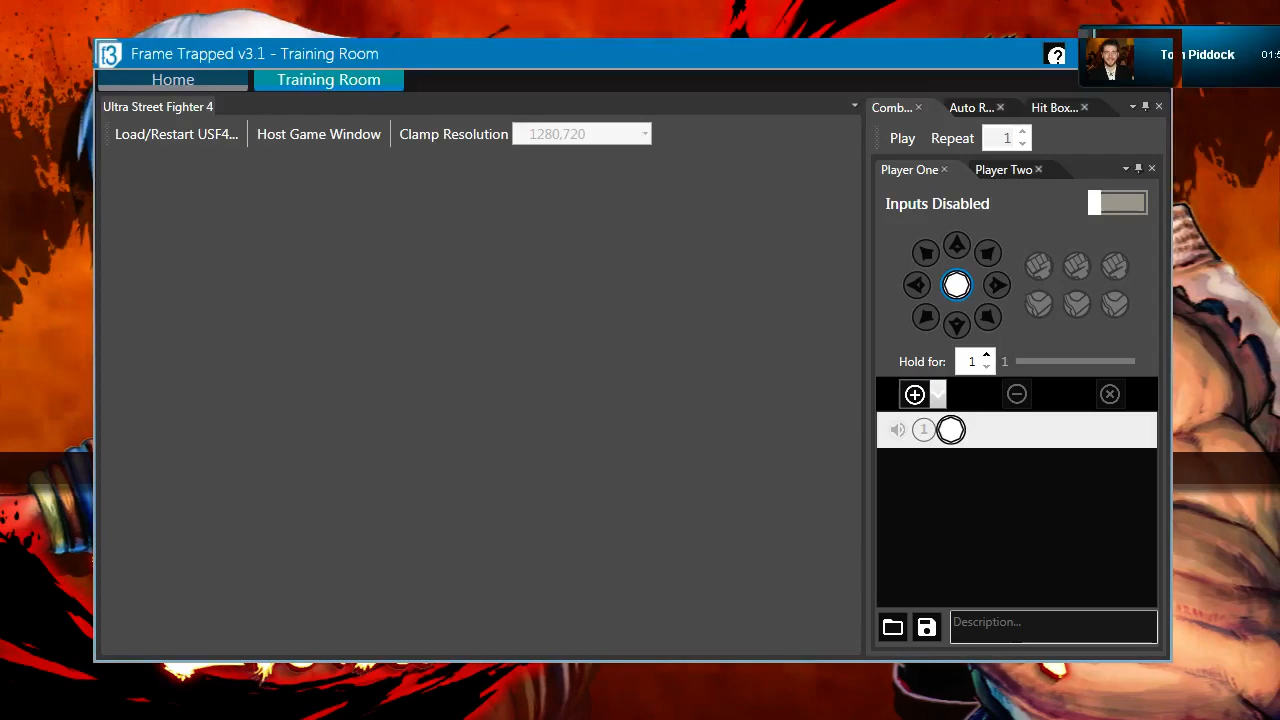 f3 Frame Trapped v3.1 - Training Room
?
Tom Piddock
Home
Training Room
Ultra Street Fighter 4
Load/Restart USF4...
Host Game Window
Clamp Resolution
1280,720
Comb...
Auto R...
Hit Box...
Play
Repeat
1
Player One
Player Two
Inputs Disabled
Hold for:
1
1
1
Description...